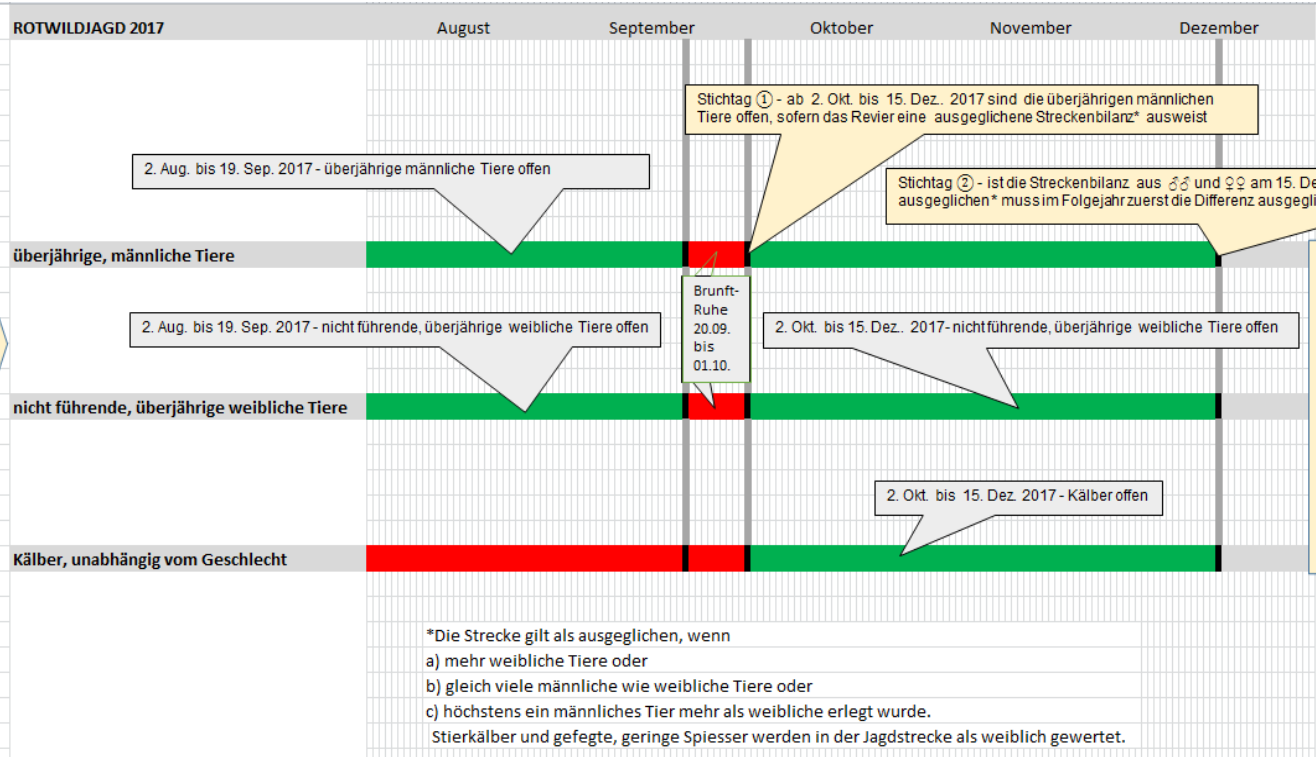 ROTWILDJAGD 2017 August September Oktober November Dezember
Stichtag ① - ab 2. Okt. bis 15. Dez.. 2017 sind die überjährigen männlichen
Tiere offen, sofern das Revier eine ausgeglichene Streckenbilanz* ausweist
2. Aug. bis 19. Sep. 2017 - überjährige männliche Tiere offen
Stichtag ② - ist die Streckenbilanz aus ♂♂ und ♀♀ am 15. De
ausgeglichen* muss im Folgejahr zuerst die Differenz ausgegli
überjährige, männliche Tiere
Brunft-
Ruhe
20.09.
bis
01.10.
2. Aug. bis 19. Sep. 2017 - nicht führende, überjährige weibliche Tiere offen
2. Okt. bis 15. Dez.. 2017- nicht führende, überjährige weibliche Tiere offen
nicht führende, überjährige weibliche Tiere
2. Okt. bis 15. Dez. 2017 - Kälber offen
Kälber, unabhängig vom Geschlecht
*Die Strecke gilt als ausgeglichen, wenn
a) mehr weibliche Tiere oder
b) gleich viele männliche wie weibliche Tiere oder
c) höchstens ein männliches Tier mehr als weibliche erlegt wurde.
Stierkälber und gefegte, geringe Spiesser werden in der Jagdstrecke als weiblich gewertet.